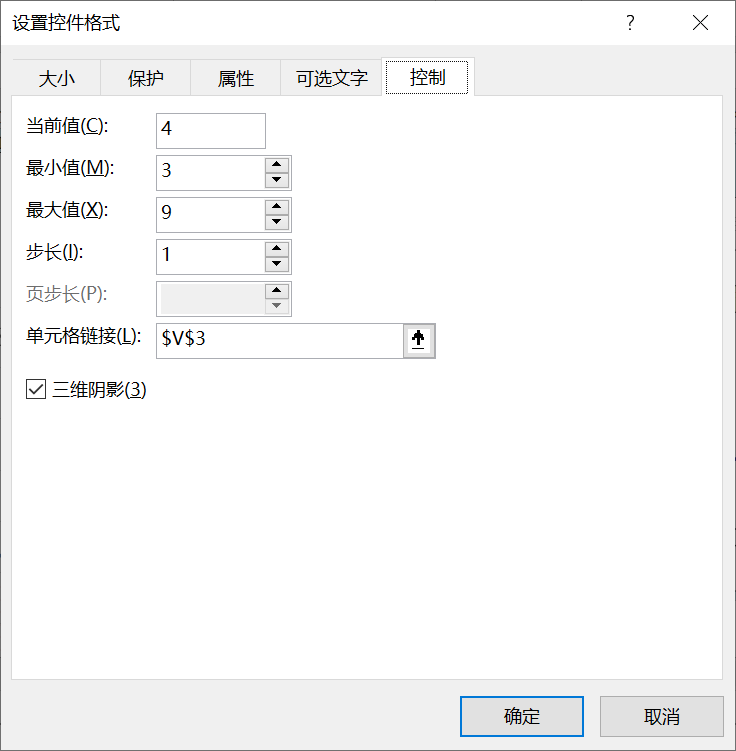 设置控件格式 ?
大小 保护 属性 可选文字 控制
当前值(C): 4
最小值(M): 3
最大值(X): 9
步长(I): 1
页步长(P):
单元格链接(L): $V$3
三维阴影(3)
确定 取消